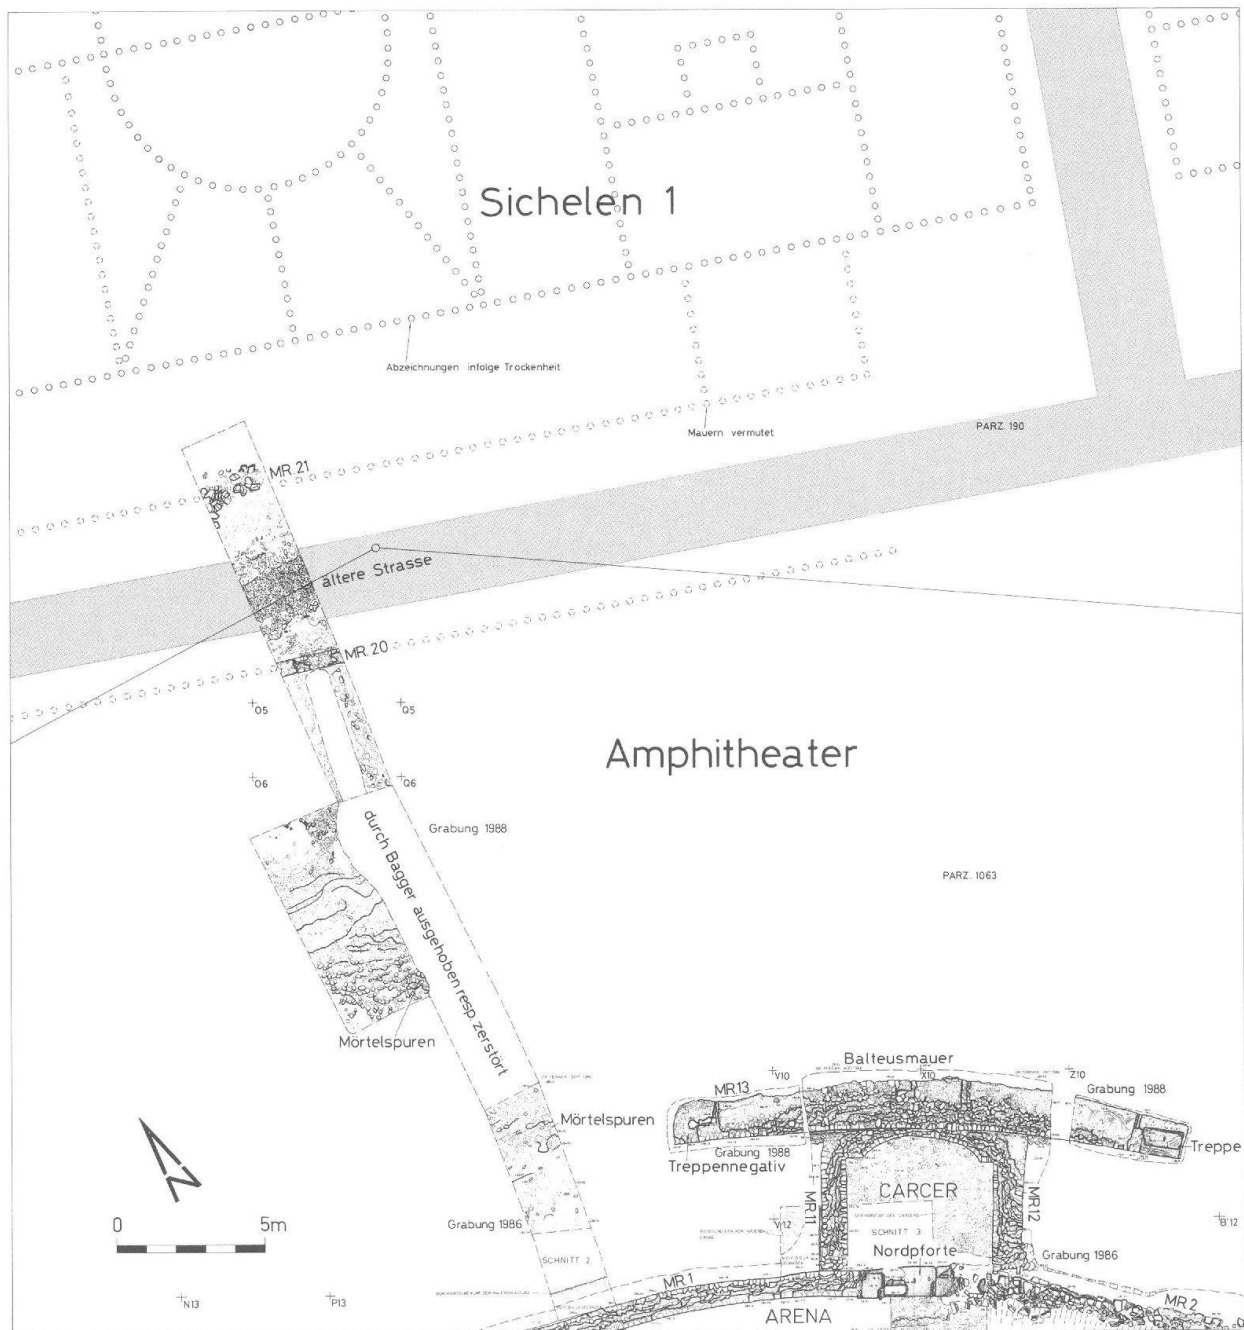 Sichelen 1
Abzeichnungen infolge Trockenheit
Mauern vermutet
PARZ. 190
MR.21
ältere Strasse
MR.20
O5
Q5
Amphitheater
O6
Q6
Grabung 1988
durch Bagger ausgehoben resp. zerstört
PARZ. 1063
Mörtelspuren
Balteusmauer
V10
X10
Z10
MR.13
Grabung 1988
Mörtelspuren
Grabung 1988
Treppennegativ
Treppe
CARCER
MR.11
MR.12
0
5m
Grabung 1986
V12
B'12
SCHNITT 3
Nordpforte
Grabung 1986
SCHNITT 2
MR.1
N13
P13
MR.2
ARENA